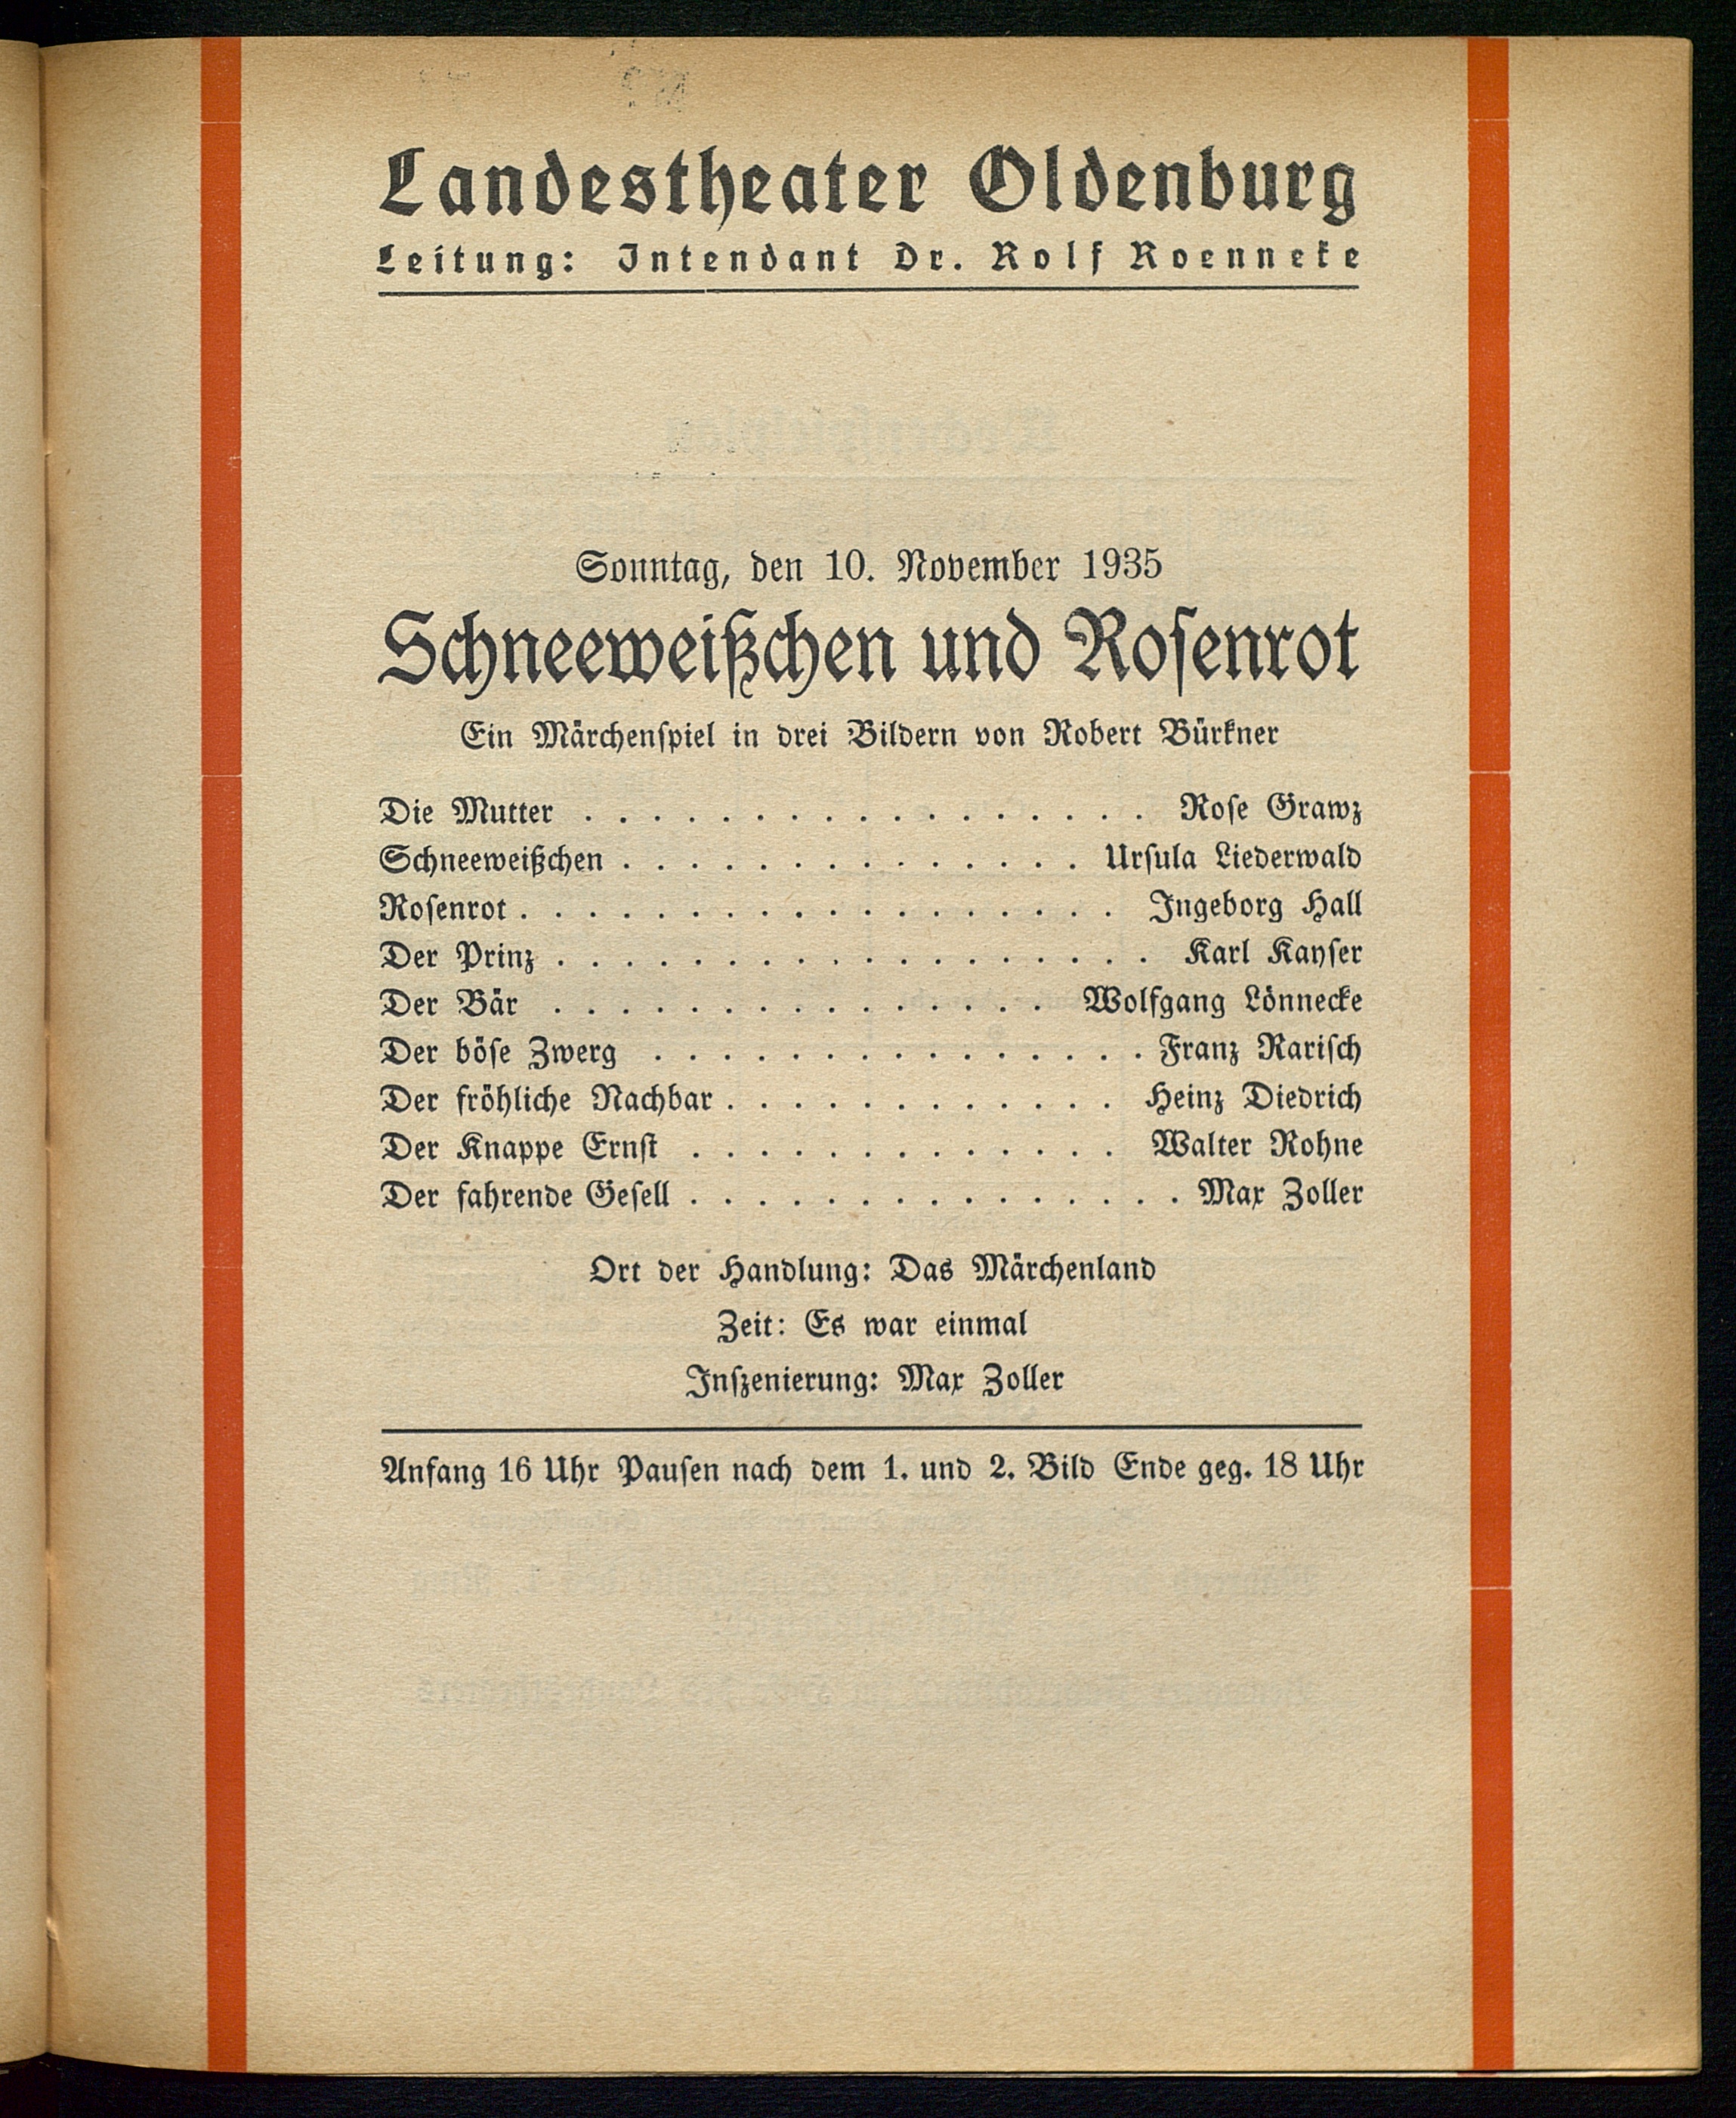 Landestheater Oldenburg
Leitung: Intendant Dr. Rolf Roenneke
Sonntag, den 10. November 1935
Schneeweißchen und Rosenrot
Ein Märchenspiel in drei Bildern von Robert Bürkner
Die Mutter . . . . . . . . . . . . . . . . . Rose Grawz
Schneeweißchen . . . . . . . . . . . . . . Ursula Liederwald
Rosenrot . . . . . . . . . . . . . . . . . . Ingeborg Hall
Der Prinz . . . . . . . . . . . . . . . . . . Karl Kayser
Der Bär . . . . . . . . . . . . . . . Wolfgang Lönnecke
Der böse Zwerg . . . . . . . . . . . . . . . Franz Rarisch
Der fröhliche Nachbar . . . . . . . . . . . . Heinz Diedrich
Der Knappe Ernst . . . . . . . . . . . . . Walter Rohne
Der fahrende Gesell . . . . . . . . . . . . . . . Max Zoller
Ort der Handlung: Das Märchenland
Zeit: Es war einmal
Inszenierung: Max Zoller
Anfang 16 Uhr Pausen nach dem 1. und 2. Bild Ende geg. 18 Uhr